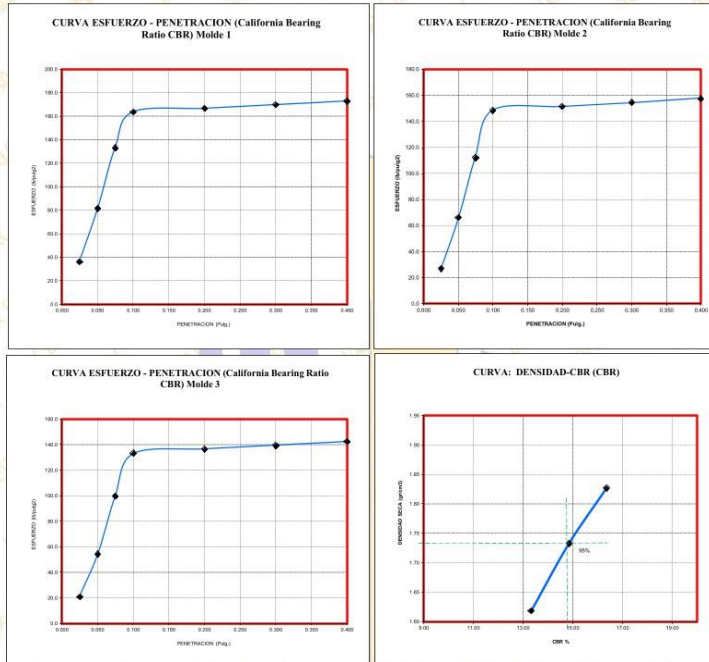 CURVA ESFUERZO - PENETRACION (California Bearing
Ratio CBR) Molde 1
200.0
180.0
160.0
140.0
120.0
100.0
80.0
60.0
40.0
20.0
0.0
0.000 0.050 0.100 0.150 0.200 0.250 0.300 0.350 0.400
ESFUERZO (lb/pulg2)
PENETRACION (Pulg.)
CURVA ESFUERZO - PENETRACION (California Bearing
Ratio CBR) Molde 2
180.0
160.0
140.0
120.0
100.0
80.0
60.0
40.0
20.0
0.0
0.000 0.050 0.100 0.150 0.200 0.250 0.300 0.350 0.400
ESFUERZO (lb/pulg2)
PENETRACION (Pulg.)
CURVA ESFUERZO - PENETRACION (California Bearing Ratio
CBR) Molde 3
160.0
140.0
120.0
100.0
80.0
60.0
40.0
20.0
0.0
0.000 0.050 0.100 0.150 0.200 0.250 0.300 0.350 0.400
ESFUERZO (lb/pulg2)
PENETRACION (Pulg.)
CURVA: DENSIDAD-CBR (CBR)
1.95
1.90
1.85
1.80
1.75
1.70
1.65
1.60
9.00 11.00 13.00 15.00 17.00 19.00
DENSIDAD SECA (gr/cm3)
95%
CBR %